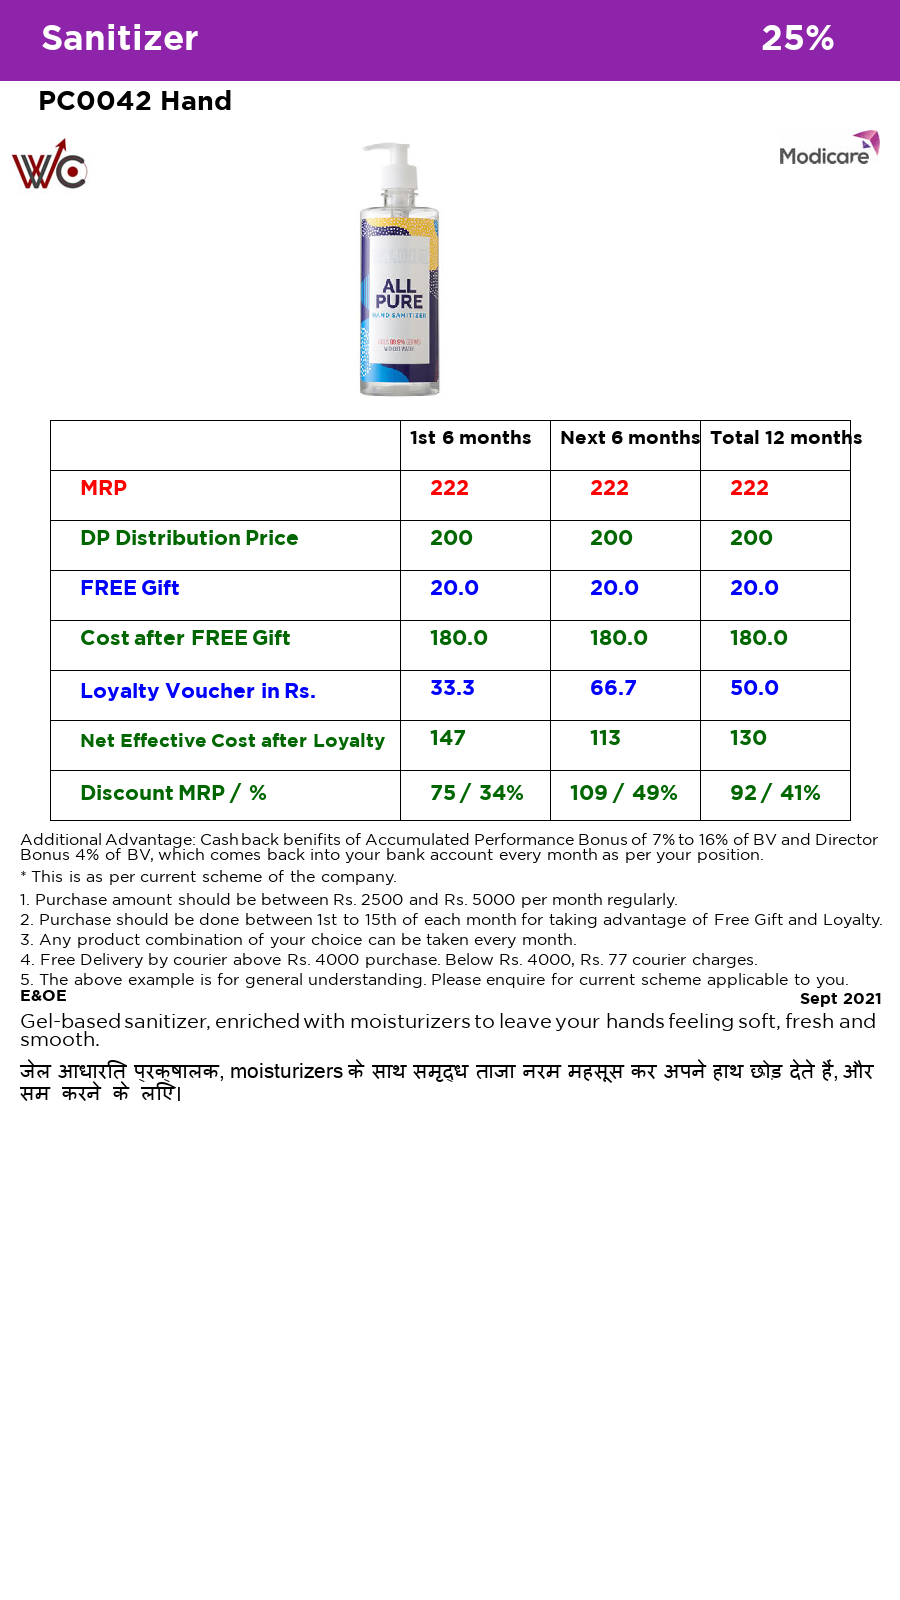 Sanitizer 25%
PC0042 Hand
WC
Modicare
ALL
PURE
HAND SANITIZER
99.9%
WITHOUT WATER
1st 6 months Next 6 months Total 12 months
MRP 222 222 222
DP Distribution Price 200 200 200
FREE Gift 20.0 20.0 20.0
Cost after FREE Gift 180.0 180.0 180.0
Loyalty Voucher in Rs. 33.3 66.7 50.0
Net Effective Cost after Loyalty 147 113 130
Discount MRP / % 75 / 34% 109 / 49% 92 / 41%
Additional Advantage: Cash back benifits of Accumulated Performance Bonus of 7% to 16% of BV and Director
Bonus 4% of BV, which comes back into your bank account every month as per your position.
* This is as per current scheme of the company.
1. Purchase amount should be between Rs. 2500 and Rs. 5000 per month regularly.
2. Purchase should be done between 1st to 15th of each month for taking advantage of Free Gift and Loyalty.
3. Any product combination of your choice can be taken every month.
4. Free Delivery by courier above Rs. 4000 purchase. Below Rs. 4000, Rs. 77 courier charges.
5. The above example is for general understanding. Please enquire for current scheme applicable to you.
E&OE Sept 2021
Gel-based sanitizer, enriched with moisturizers to leave your hands feeling soft, fresh and
smooth.
जेल आधारित प्रक्षालक, moisturizers के साथ समृद्ध ताजा नरम महसूस कर अपने हाथ छोड़ देते हैं, और
सम करने के लिए।